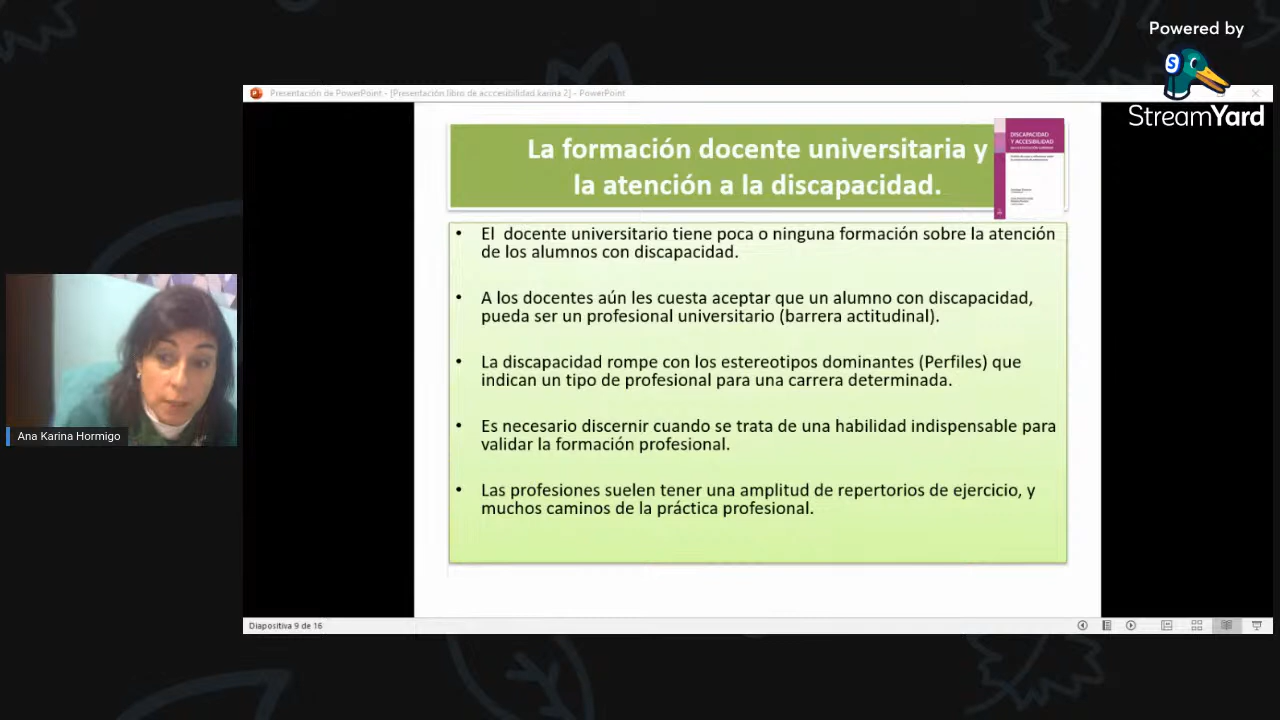 Powered by
StreamYard
Presentación de PowerPoint - [Presentación libro de acccesibilidad karina 2] - PowerPoint
La formación docente universitaria y
la atención a la discapacidad.
DISCAPACIDAD
Y ACCESIBILIDAD
• El docente universitario tiene poca o ninguna formación sobre la atención
de los alumnos con discapacidad.
• A los docentes aún les cuesta aceptar que un alumno con discapacidad,
pueda ser un profesional universitario (barrera actitudinal).
• La discapacidad rompe con los estereotipos dominantes (Perfiles) que
indican un tipo de profesional para una carrera determinada.
• Es necesario discernir cuando se trata de una habilidad indispensable para
validar la formación profesional.
• Las profesiones suelen tener una amplitud de repertorios de ejercicio, y
muchos caminos de la práctica profesional.
Ana Karina Hormigo
Diapositiva 9 de 16